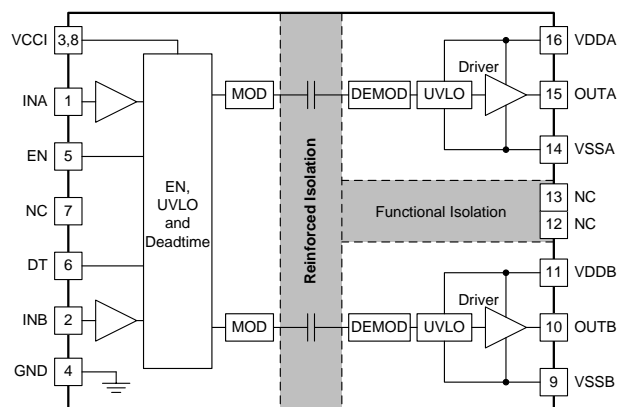 VCCI 3,8
16 VDDA
Driver
INA 1
MOD
DEMOD
UVLO
15 OUTA
EN 5
14 VSSA
EN,
UVLO
and
Deadtime
Reinforced Isolation
NC 7
Functional Isolation
13 NC
12 NC
DT 6
11 VDDB
Driver
INB 2
MOD
DEMOD
UVLO
10 OUTB
GND 4
9 VSSB